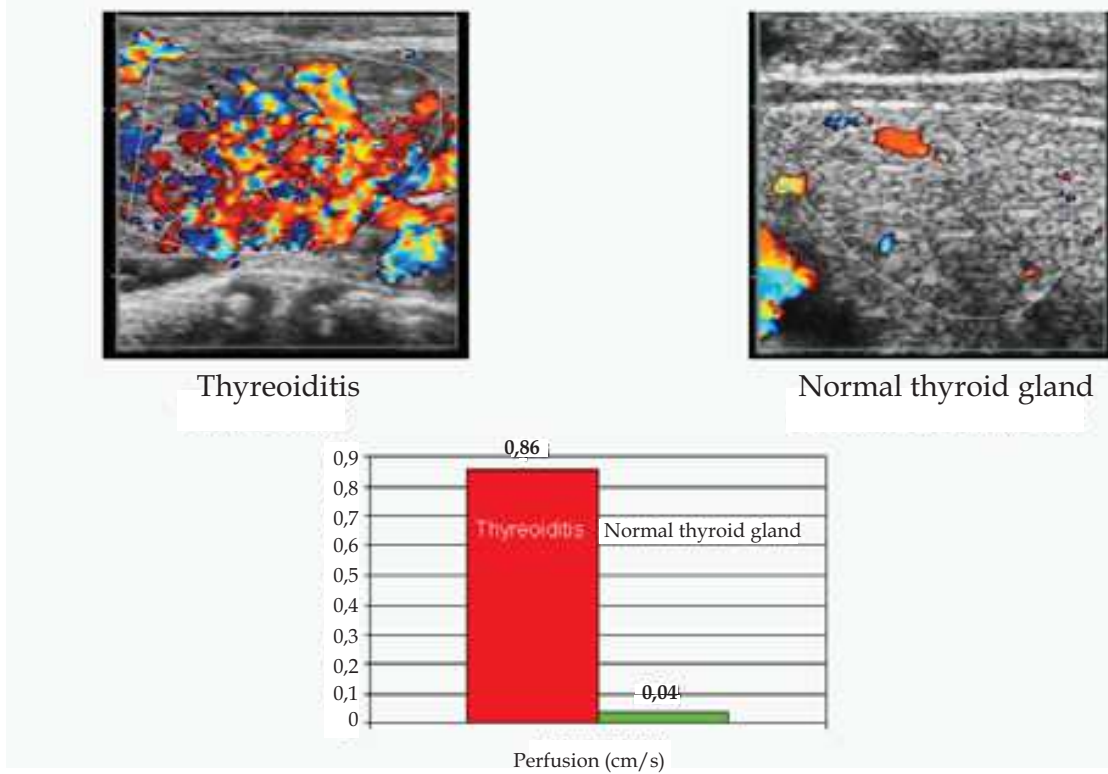 Thyreoiditis
Normal thyroid gland
0,86
0,9
0,8
0,7
0,6
0,5
0,4
0,3
0,2
0,1
0
Thyreoiditis
Normal thyroid gland
0,04
Perfusion (cm/s)